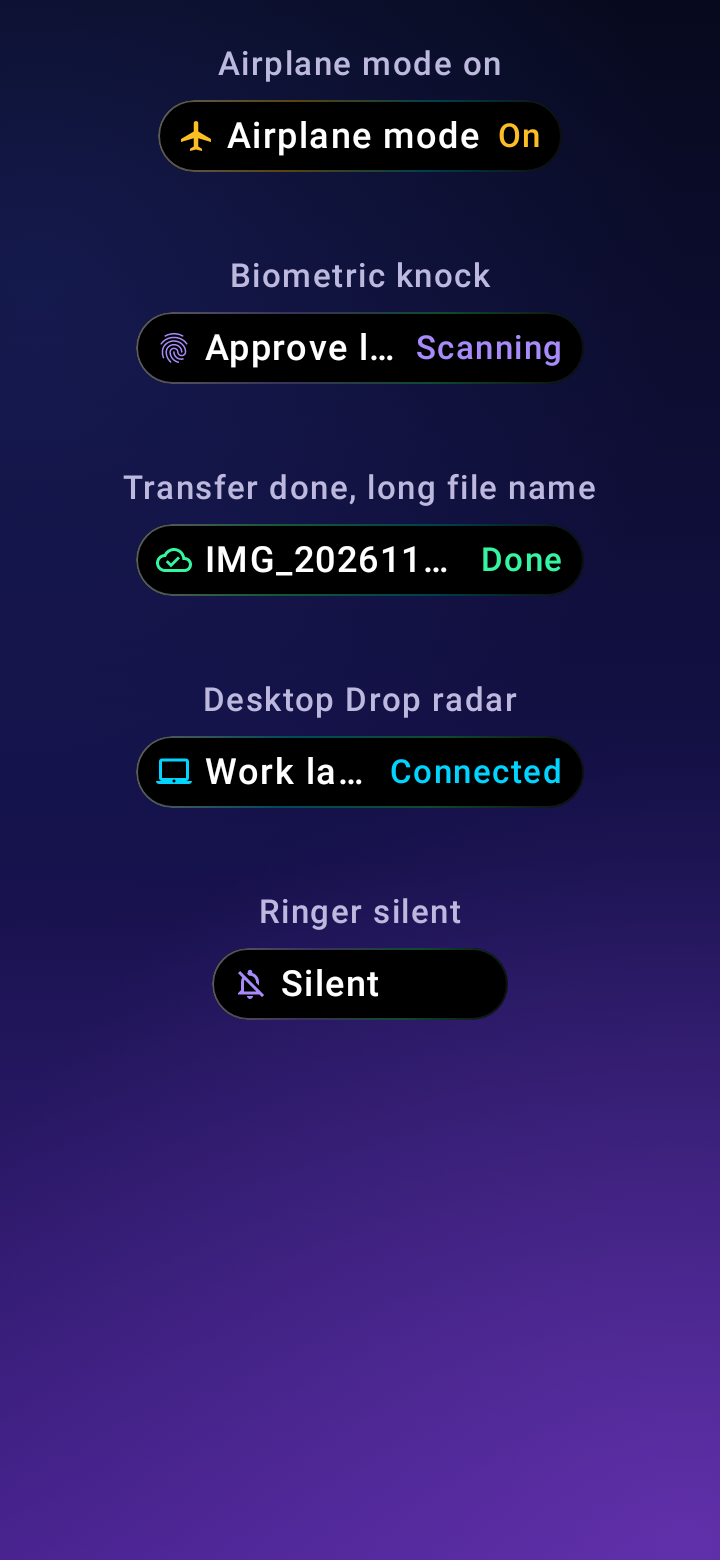 Airplane mode on
Airplane mode On
Biometric knock
Approve l… Scanning
Transfer done, long file name
IMG_202611… Done
Desktop Drop radar
Work la… Connected
Ringer silent
Silent